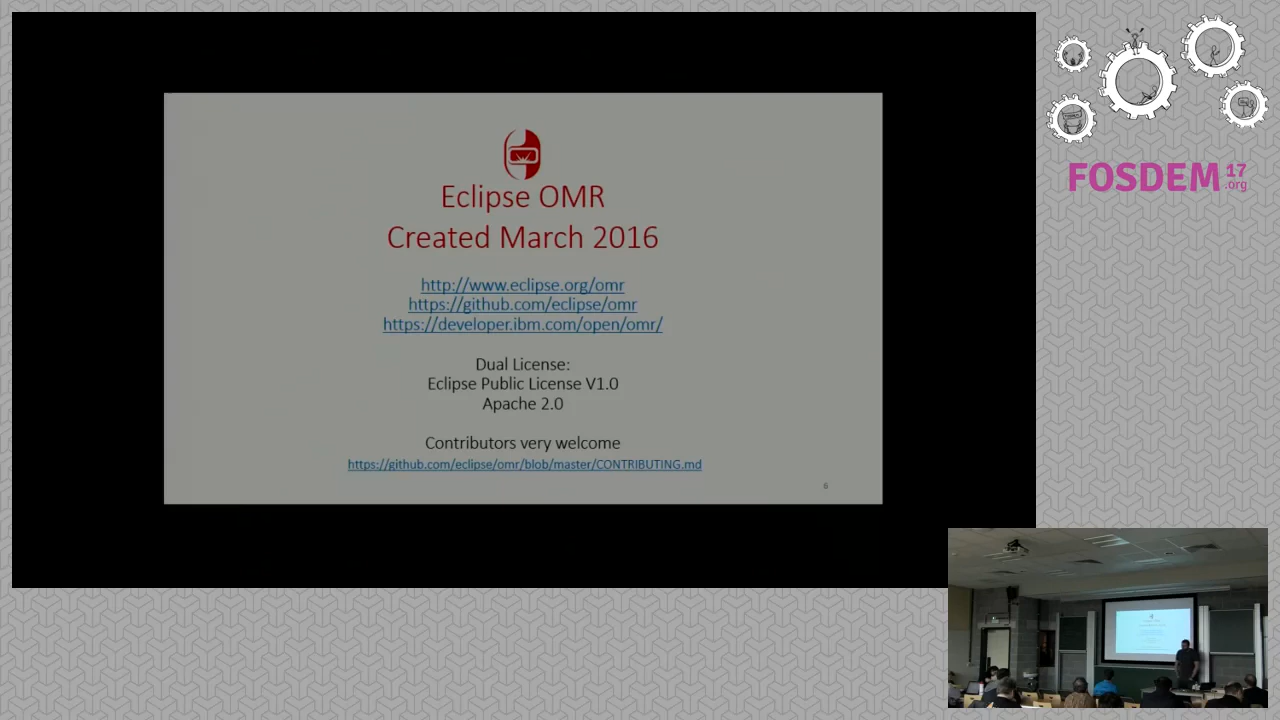 Eclipse OMR
Created March 2016
http://www.eclipse.org/omr
https://github.com/eclipse/omr
https://developer.ibm.com/open/omr/
Dual License:
Eclipse Public License V1.0
Apache 2.0
Contributors very welcome
https://github.com/eclipse/omr/blob/master/CONTRIBUTING.md
6
FOSDEM 17
.org